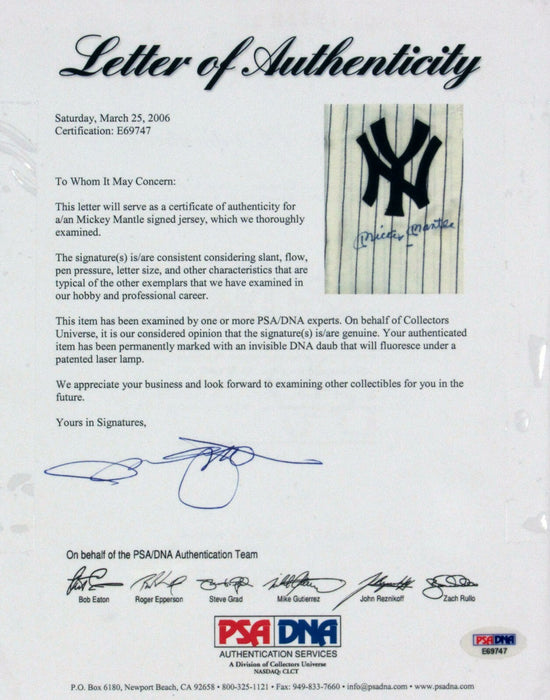 Letter of Authenticity
Saturday, March 25, 2006
Certification: E69747
To Whom It May Concern:
This letter will serve as a certificate of authenticity for
a/an Mickey Mantle signed jersey, which we thoroughly
examined.
NY
Mickey Mantle
The signature(s) is/are consistent considering slant, flow,
pen pressure, letter size, and other characteristics that are
typical of the other exemplars that we have examined in
our hobby and professional career.
This item has been examined by one or more PSA/DNA experts. On behalf of Collectors
Universe, it is our considered opinion that the signature(s) is/are genuine. Your authenticated
item has been permanently marked with an invisible DNA daub that will fluoresce under a
patented laser lamp.
We appreciate your business and look forward to examining other collectibles for you in the
future.
Yours in Signatures,
On behalf of the PSA/DNA Authentication Team
Bob Eaton Roger Epperson Steve Grad Mike Gutierrez John Reznikoff Zach Rullo
PSA DNA
AUTHENTICATION SERVICES
A Division of Collectors Universe
NASDAQ: CLCT
PSA DNA
E69747
P.O. Box 6180, Newport Beach, CA 92658 • 800-325-1121 • Fax: 949-833-7660 • info@psadna.com • www.psadna.com